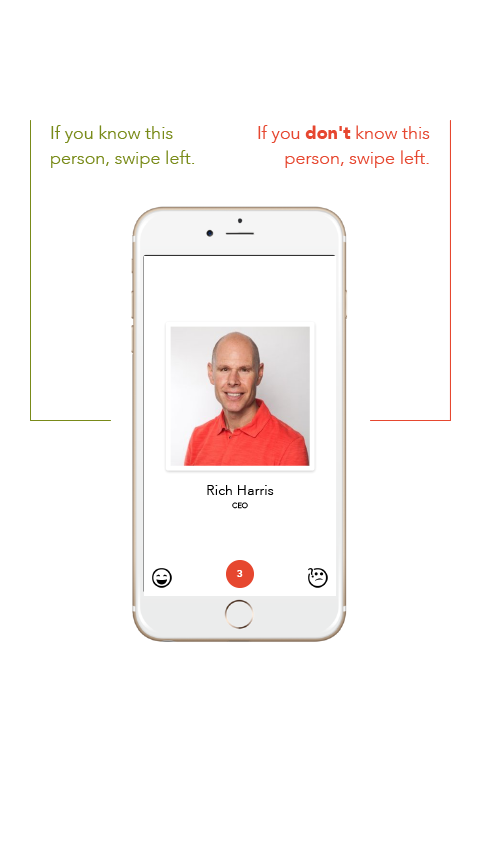 If you know this
person, swipe left.
If you don't know this
person, swipe left.
Rich Harris
CEO
3